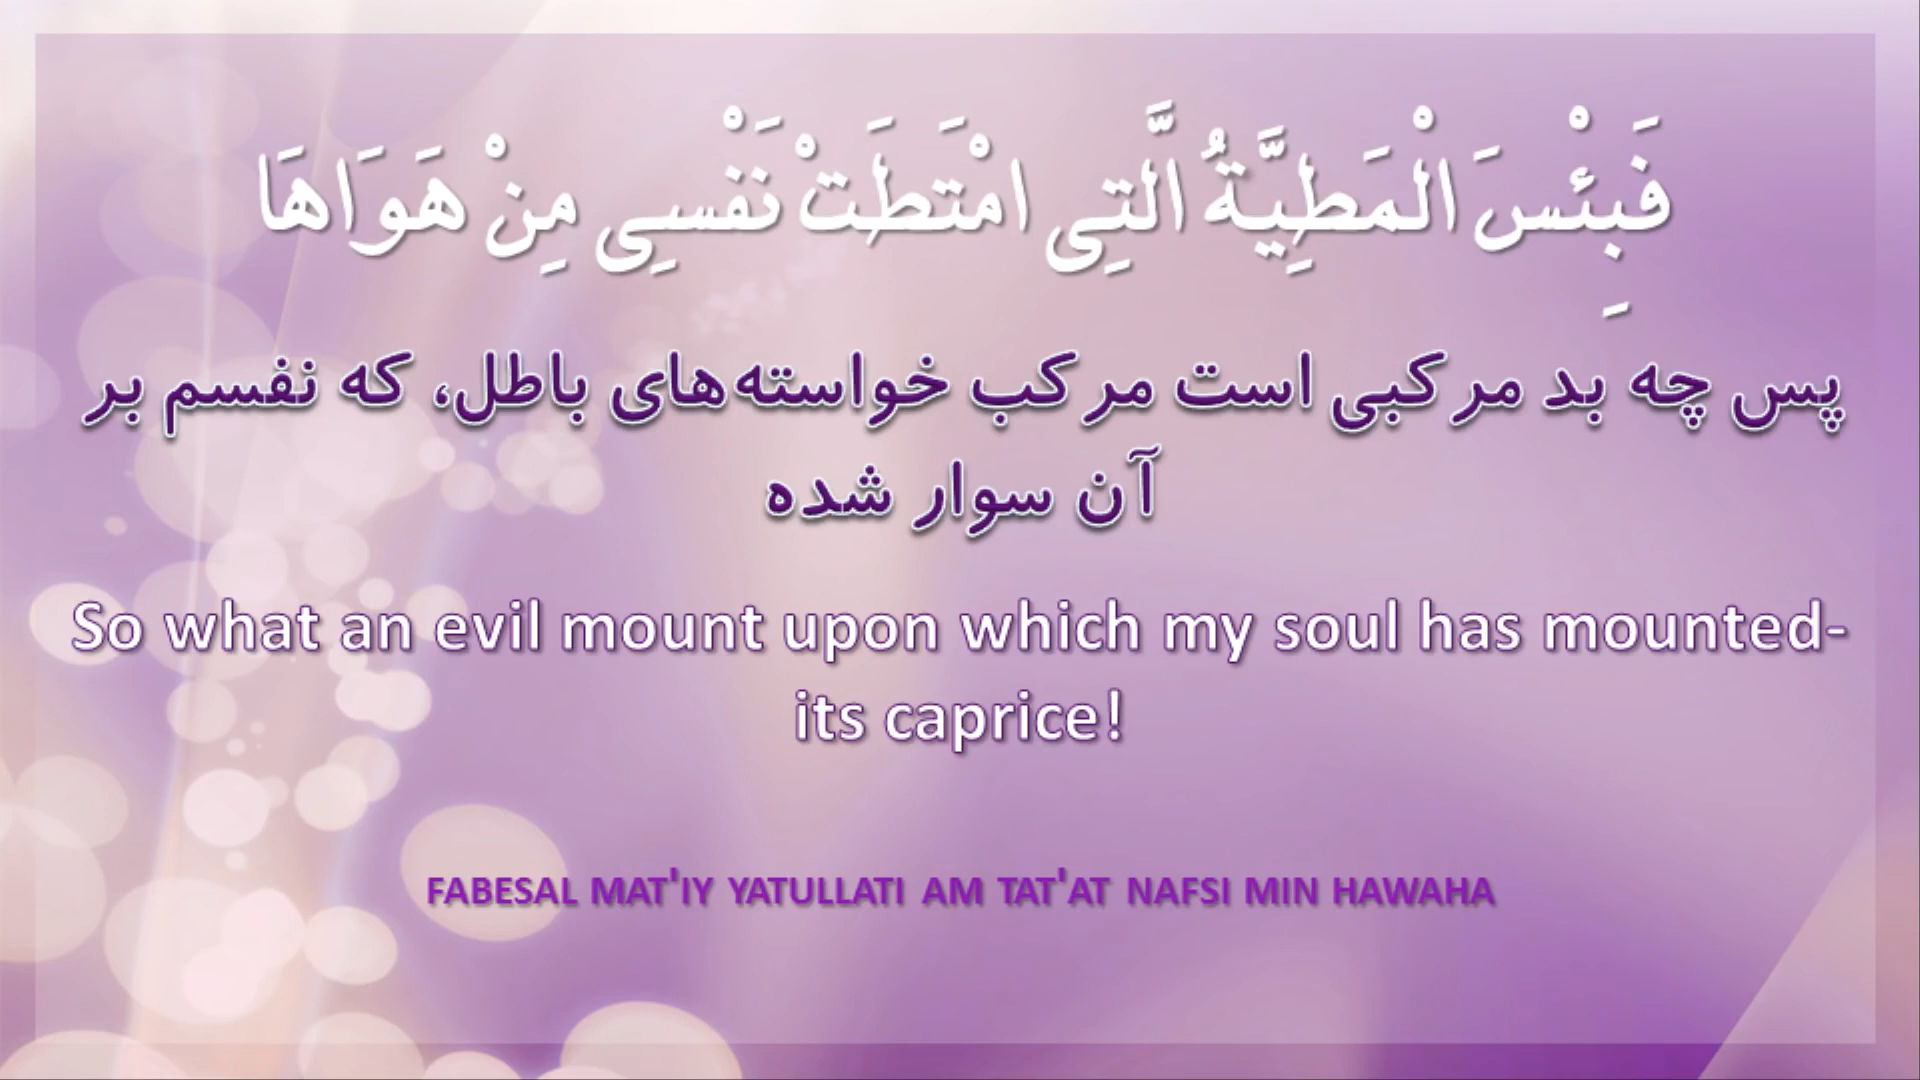 فَبِئْسَ الْمَطِيَّةُ الَّتِى امْتَطَتْ نَفْسِى مِنْ هَوَاهَا
پس چه بد مرکبی است مرکب خواسته‌های باطل، که نفسم بر
آن سوار شده
So what an evil mount upon which my soul has mounted-
its caprice!
FABESAL MAT'IY YATULLATI AM TAT'AT NAFSI MIN HAWAHA